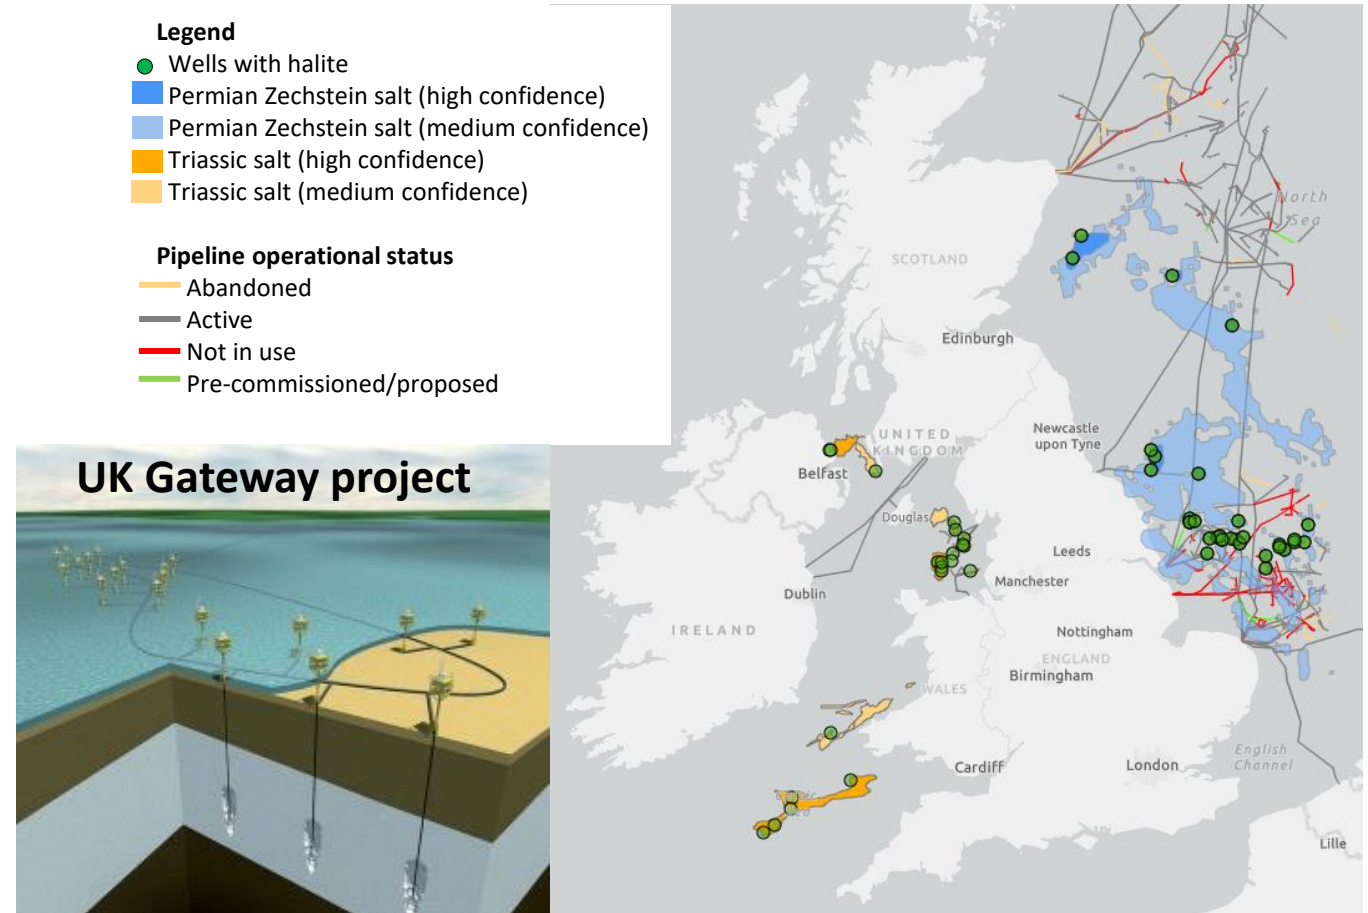 Legend
Wells with halite
Permian Zechstein salt (high confidence)
Permian Zechstein salt (medium confidence)
Triassic salt (high confidence)
Triassic salt (medium confidence)
Pipeline operational status
Abandoned
Active
Not in use
Pre-commissioned/proposed
UK Gateway project
North
Sea
SCOTLAND
Edinburgh
Newcastle
upon Tyne
UNITED
KINGDOM
Belfast
Douglas
Leeds
Manchester
Dublin
IRELAND
Nottingham
ENGLAND
Birmingham
WALES
English
Channel
Cardiff
London
Lille